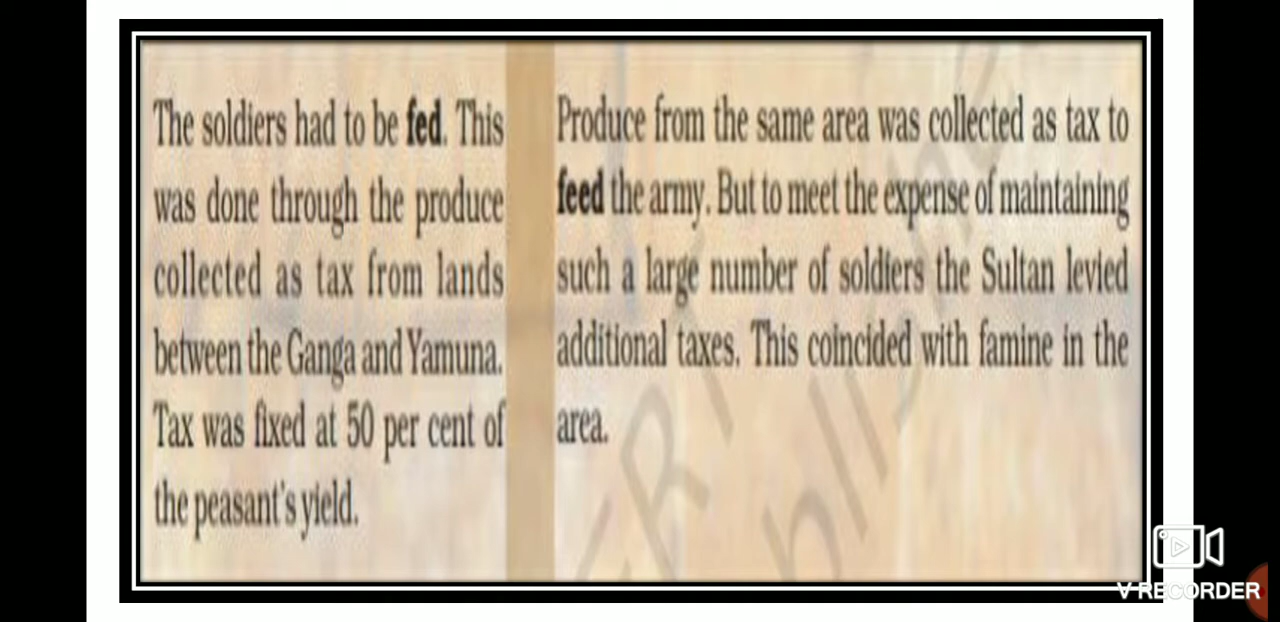 The soldiers had to be fed. This
was done through the produce
collected as tax from lands
between the Ganga and Yamuna.
Tax was fixed at 50 per cent of
the peasant's yield.
Produce from the same area was collected as tax to
feed the army. But to meet the expense of maintaining
such a large number of soldiers the Sultan levied
additional taxes. This coincided with famine in the
area.
V RECORDER